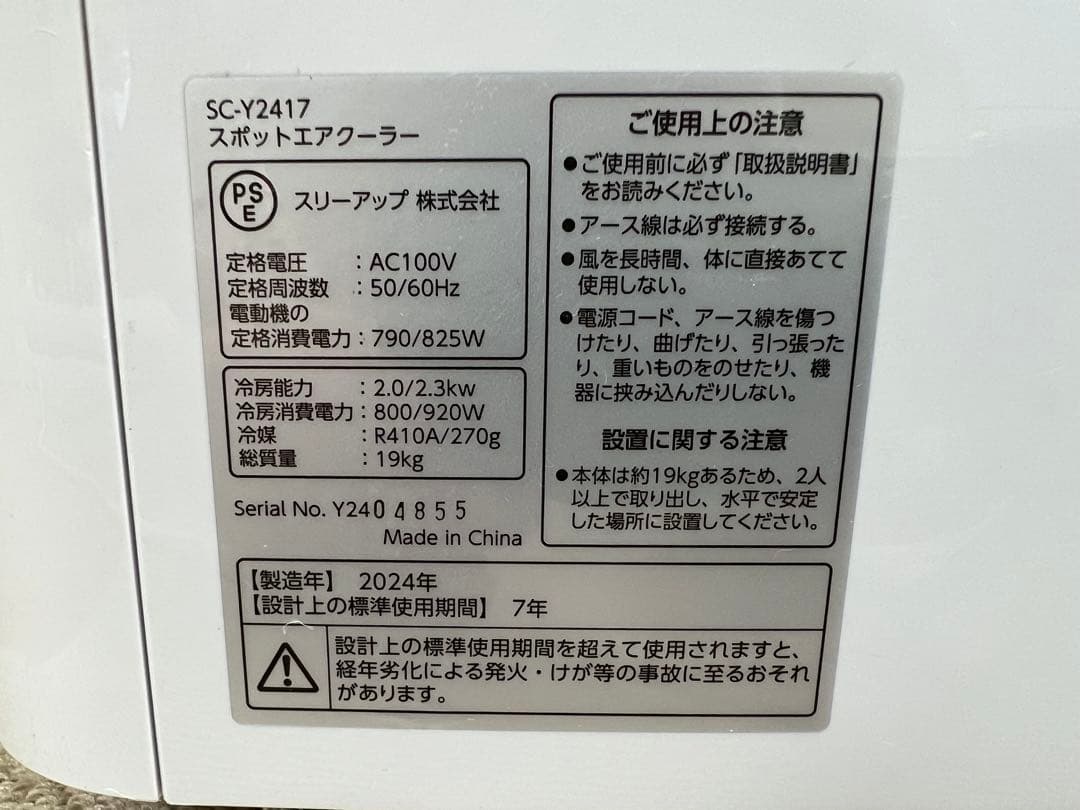 SC-Y2417
スポットエアクーラー
PS
E
スリーアップ 株式会社
定格電圧 : AC100V
定格周波数 : 50/60Hz
電動機の
定格消費電力 : 790/825W
冷房能力 : 2.0/2.3kw
冷房消費電力 : 800/920W
冷媒 : R410A/270g
総質量 : 19kg
Serial No. Y2404855
Made in China
ご使用上の注意
●ご使用前に必ず「取扱説明書」
をお読みください。
●アース線は必ず接続する。
●風を長時間、体に直接あてて
使用しない。
●電源コード、アース線を傷つ
けたり、曲げたり、引っ張った
り、重いものをのせたり、機
器に挟み込んだりしない。
設置に関する注意
●本体は約19kgあるため、2人
以上で取り出し、水平で安定
した場所に設置してください。
【製造年】 2024年
【設計上の標準使用期間】 7年
設計上の標準使用期間を超えて使用されますと、
経年劣化による発火・けが等の事故に至るおそれ
があります。